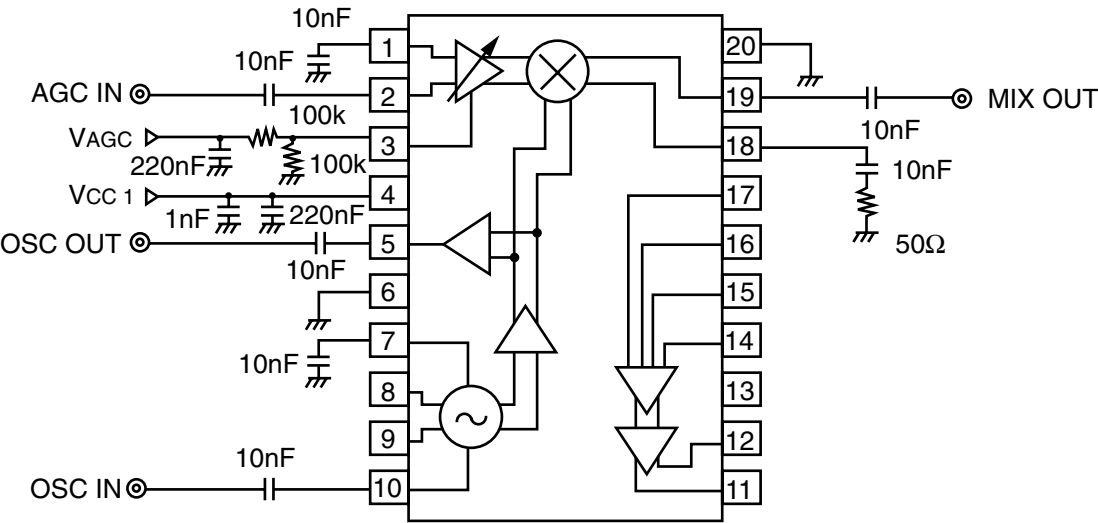 10nF
1
20
10nF
AGC IN
2
19
MIX OUT
100k
10nF
VAGC
3
18
220nF
100k
10nF
VCC 1
4
17
1nF
220nF
50Ω
OSC OUT
5
16
10nF
6
15
7
14
10nF
8
13
9
12
10nF
OSC IN
10
11